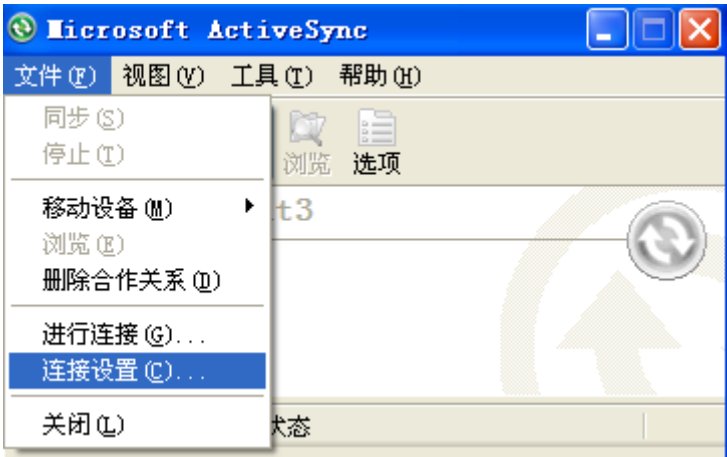 Microsoft ActiveSync
文件(F) 视图(V) 工具(T) 帮助(H)
同步(S)
停止(T)
浏览 选项
移动设备(M)
t3
浏览(E)
删除合作关系(D)
进行连接(G)...
连接设置(C)...
关闭(L)
状态